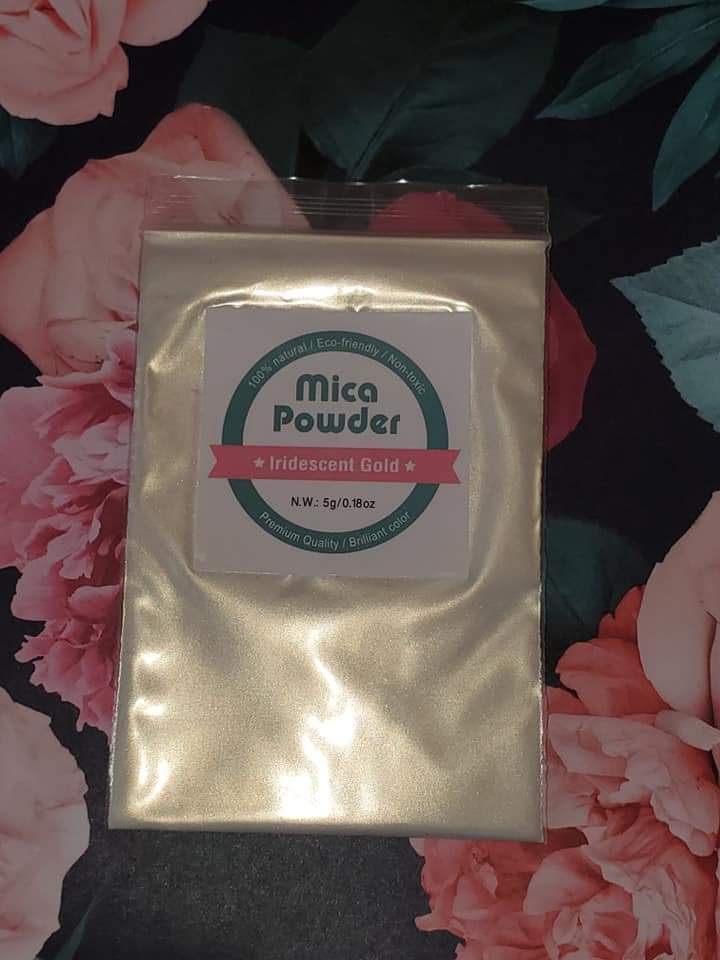 100% natural / Eco-friendly / Non-toxic
Mica
Powder
Iridescent Gold
N.W.: 5g/0.18oz
Premium Quality / Brilliant color